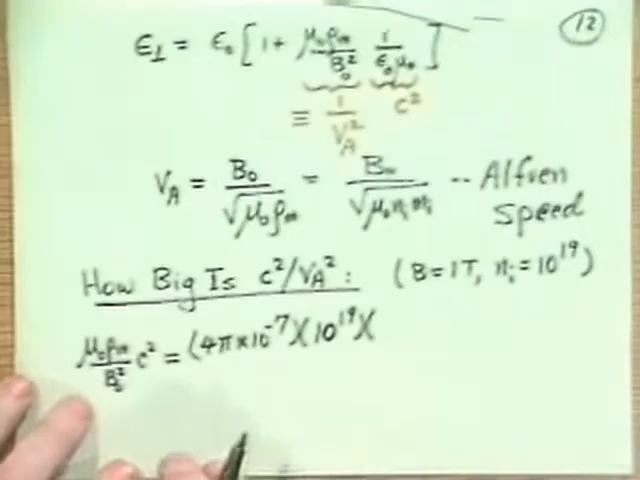 12
ε⊥ = ε₀ [ 1 + μ₀ρₘ/B₀² 1/ε₀μ₀ ]
≡ 1/V_A² c²
V_A = B₀/√μ₀ρₘ = B₀/√μ₀nᵢmᵢ -- Alfven Speed
How Big Is c²/V_A² : (B = 1T, nᵢ = 10¹⁹)
μ₀ρₘ/B₀² c² = (4π×10⁻⁷)(10¹⁹)(